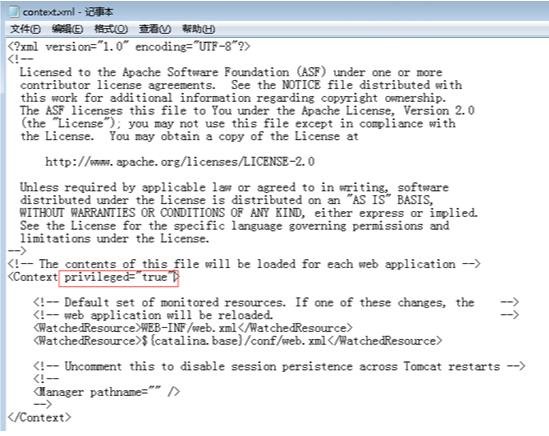 context.xml - 记事本
文件(F) 编辑(E) 格式(O) 查看(V) 帮助(H)
<?xml version="1.0" encoding="UTF-8"?>
<!--
  Licensed to the Apache Software Foundation (ASF) under one or more
  contributor license agreements.  See the NOTICE file distributed with
  this work for additional information regarding copyright ownership.
  The ASF licenses this file to You under the Apache License, Version 2.0
  (the "License"); you may not use this file except in compliance with
  the License.  You may obtain a copy of the License at

      http://www.apache.org/licenses/LICENSE-2.0

  Unless required by applicable law or agreed to in writing, software
  distributed under the License is distributed on an "AS IS" BASIS,
  WITHOUT WARRANTIES OR CONDITIONS OF ANY KIND, either express or implied.
  See the License for the specific language governing permissions and
  limitations under the License.
-->
<!-- The contents of this file will be loaded for each web application -->
<Context privileged="true">

    <!-- Default set of monitored resources. If one of these changes, the    -->
    <!-- web application will be reloaded.                                   -->
    <WatchedResource>WEB-INF/web.xml</WatchedResource>
    <WatchedResource>${catalina.base}/conf/web.xml</WatchedResource>

    <!-- Uncomment this to disable session persistence across Tomcat restarts -->
    <!--
    <Manager pathname="" />
    -->
</Context>